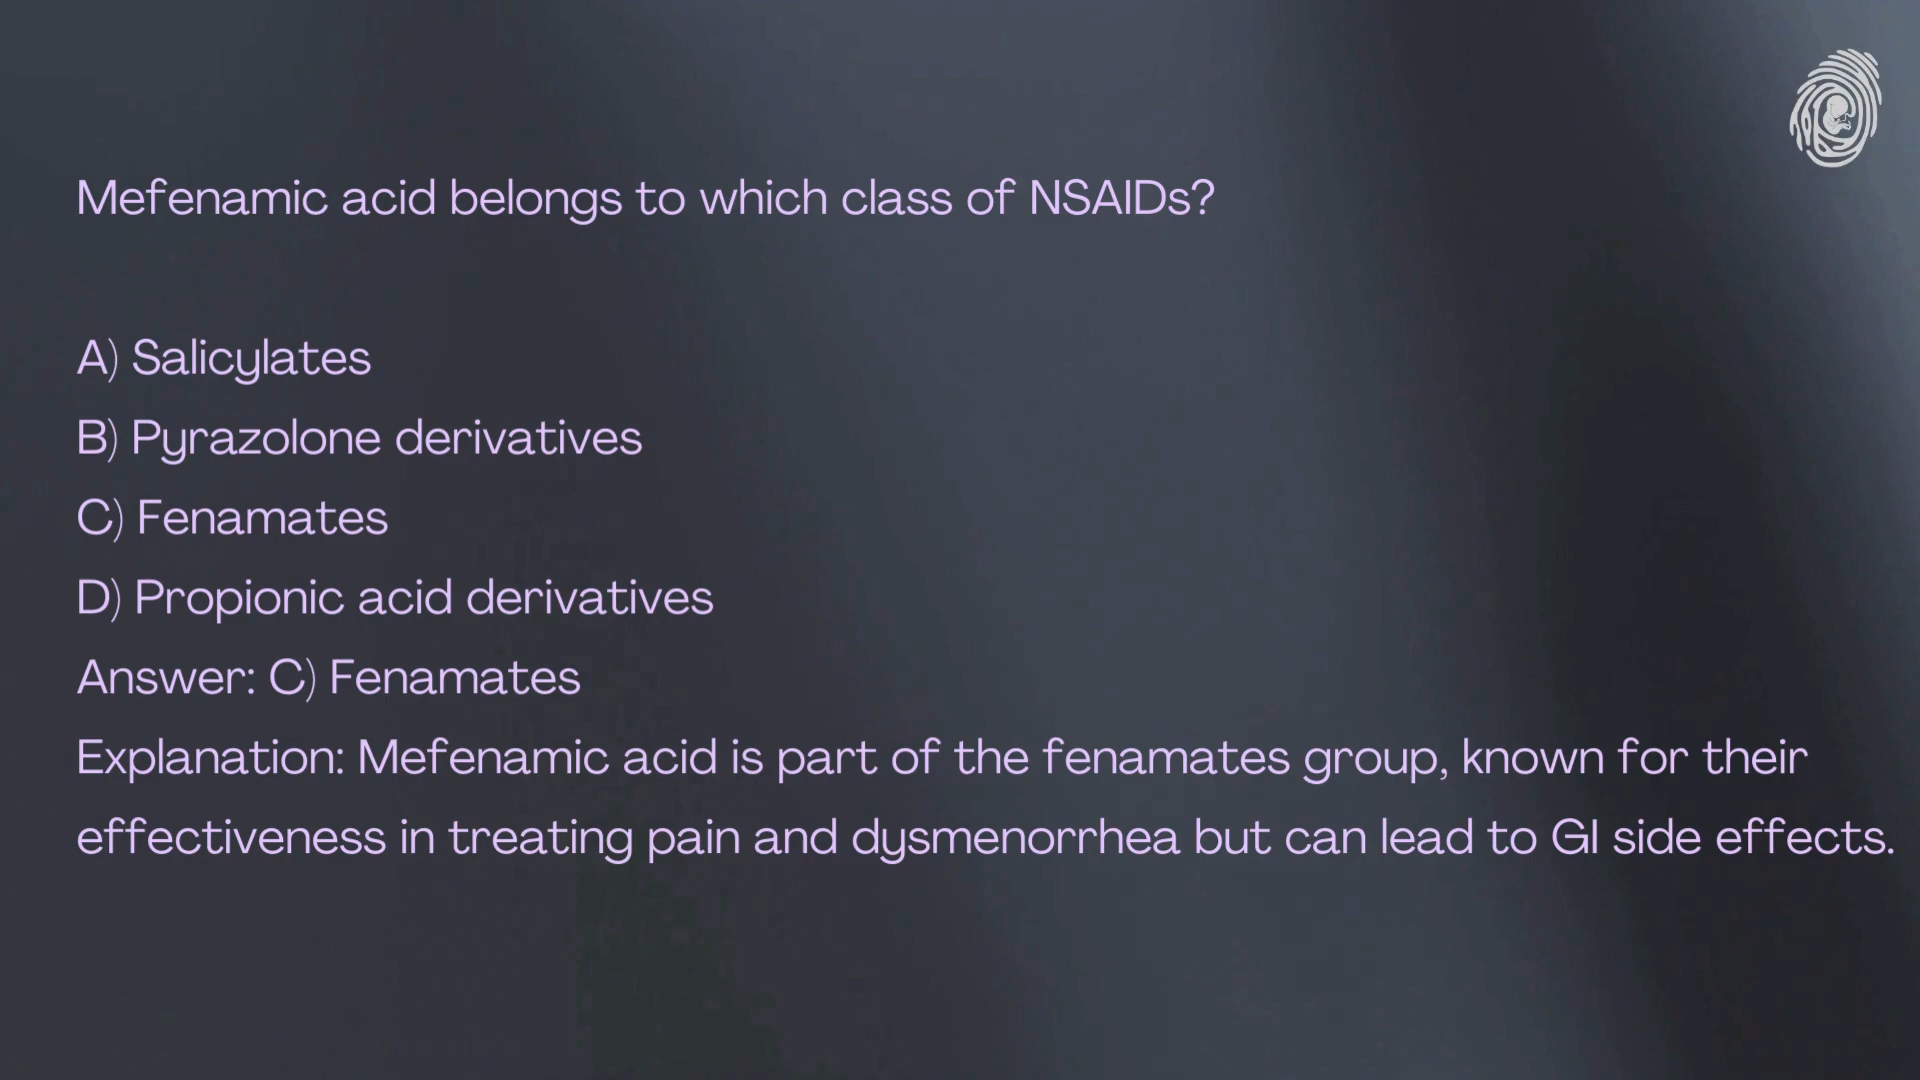 Mefenamic acid belongs to which class of NSAIDs?
A) Salicylates
B) Pyrazolone derivatives
C) Fenamates
D) Propionic acid derivatives
Answer: C) Fenamates
Explanation: Mefenamic acid is part of the fenamates group, known for their
effectiveness in treating pain and dysmenorrhea but can lead to GI side effects.